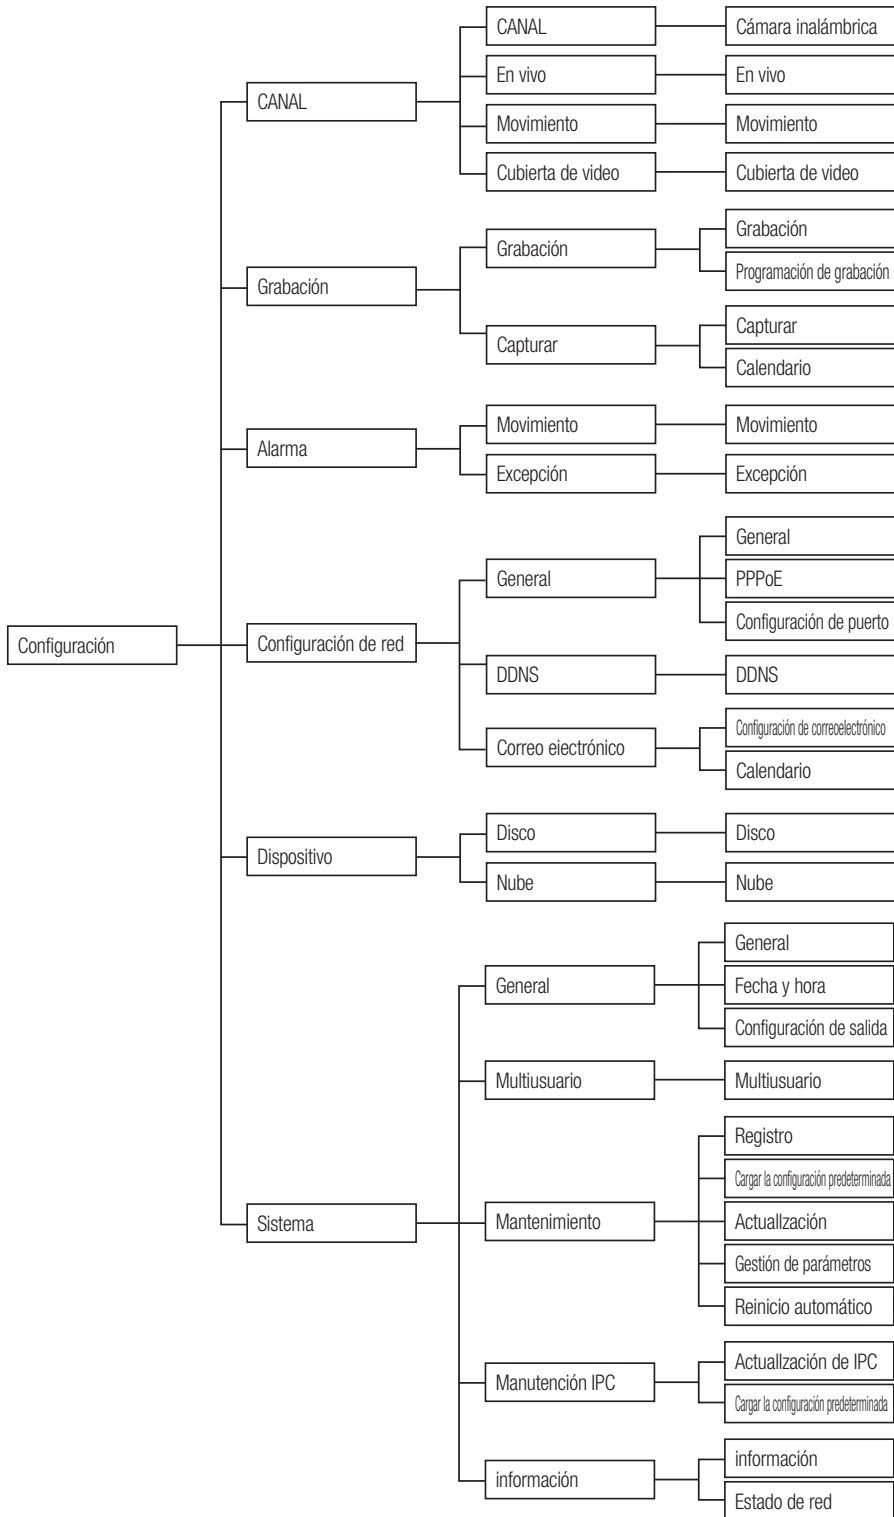 CANAL
Cámara inalámbrica
En vivo
En vivo
CANAL
Movimiento
Movimiento
Cubierta de video
Cubierta de video
Grabación
Grabación
Programación de grabación
Grabación
Capturar
Capturar
Calendario
Alarma
Movimiento
Movimiento
Excepción
Excepción
General
General
PPPoE
Configuración de puerto
Configuración
Configuración de red
DDNS
DDNS
Correo eiectrónico
Configuración de correoelectrónico
Calendario
Dispositivo
Disco
Disco
Nube
Nube
General
General
Fecha y hora
Configuración de salida
Multiusuario
Multiusuario
Sistema
Mantenimiento
Registro
Cargar la configuración predeterminada
Actuallzación
Gestión de parámetros
Reinicio automático
Manutención IPC
Actuallzación de IPC
Cargar la configuración predeterminada
información
información
Estado de red